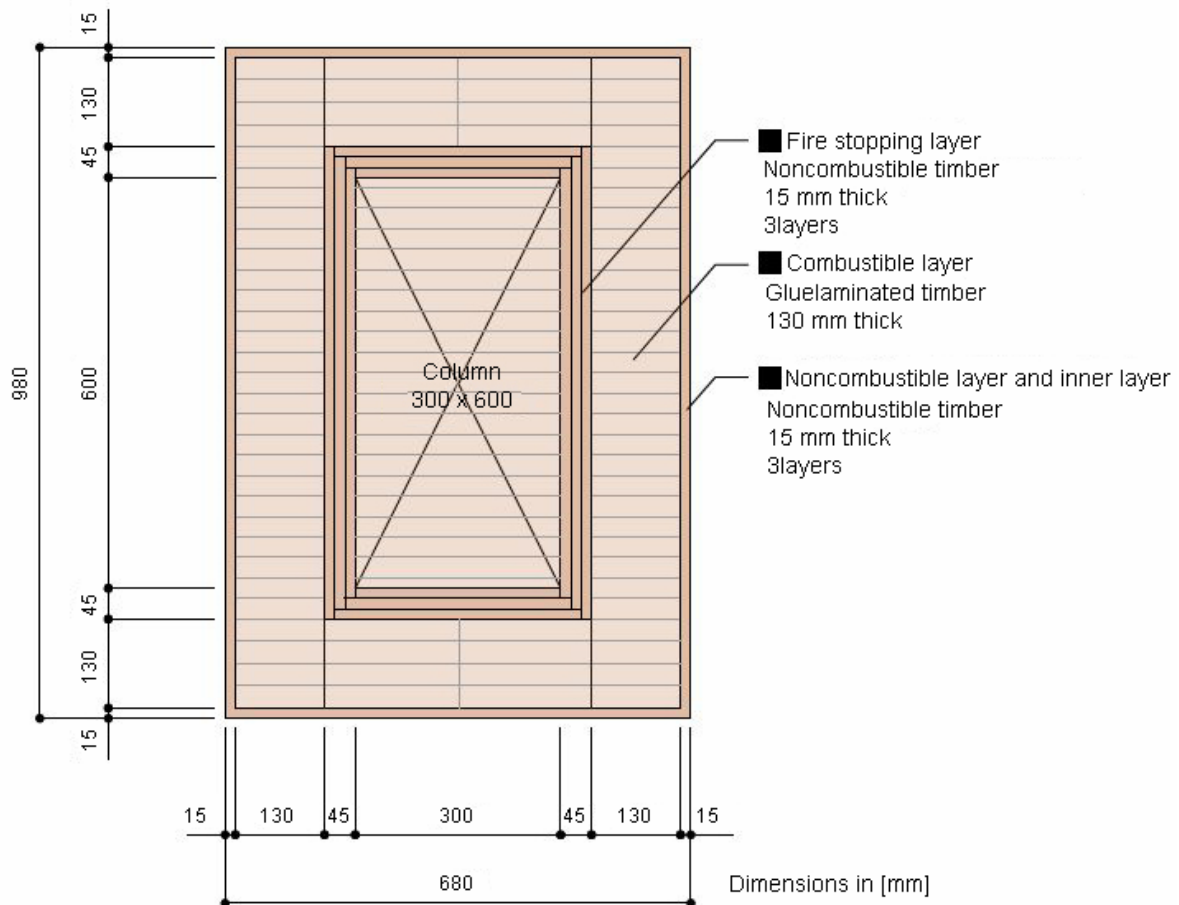 15
130
45
600
45
130
15
980
Fire stopping layer
Noncombustible timber
15 mm thick
3layers
Combustible layer
Gluelaminated timber
130 mm thick
Noncombustible layer and inner layer
Noncombustible timber
15 mm thick
3layers
Column
300 x 600
15 130 45 300 45 130 15
680
Dimensions in [mm]